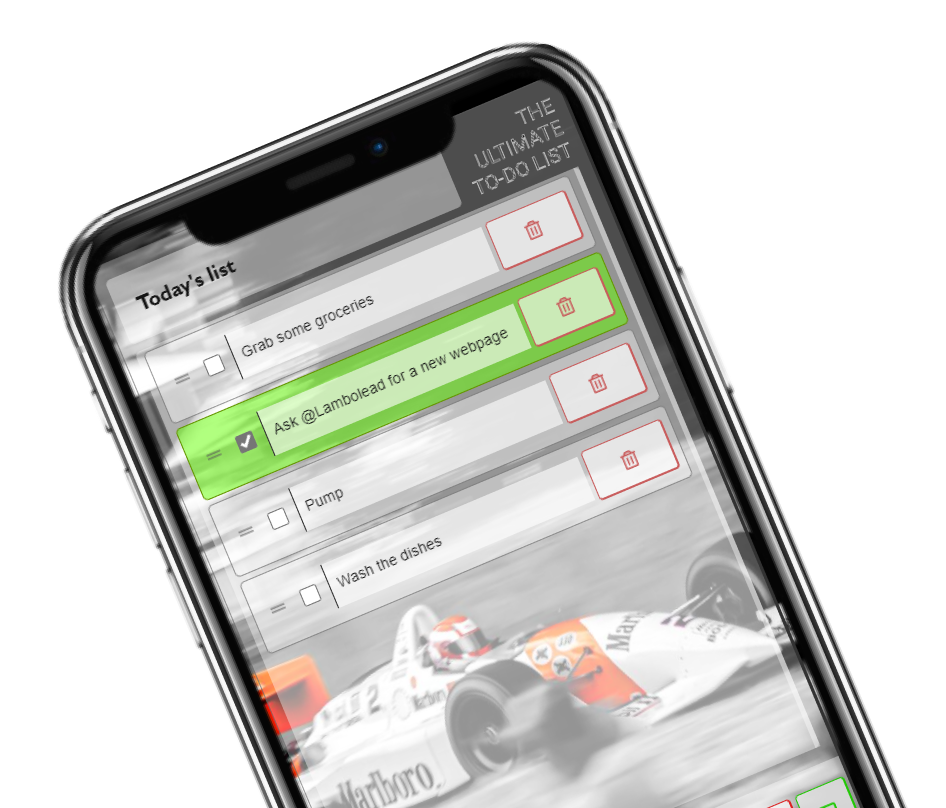 THE
ULTIMATE
TO-DO LIST
Today's list
Grab some groceries
Ask @Lambolead for a new webpage
Pump
Wash the dishes
Marlboro
Marlboro